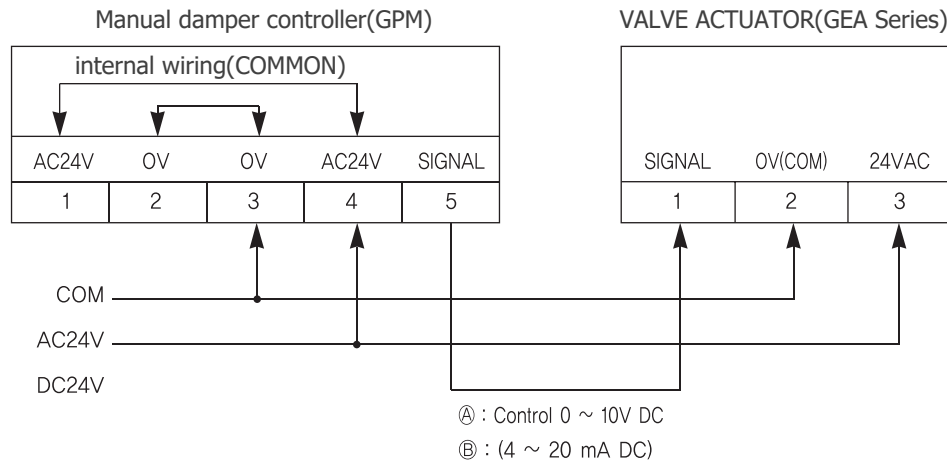 Manual damper controller(GPM)
VALVE ACTUATOR(GEA Series)
internal wiring(COMMON)
AC24V 0V 0V AC24V SIGNAL
1 2 3 4 5
SIGNAL 0V(COM) 24VAC
1 2 3
COM
AC24V
DC24V
Ⓐ : Control 0 ~ 10V DC
Ⓑ : (4 ~ 20 mA DC)